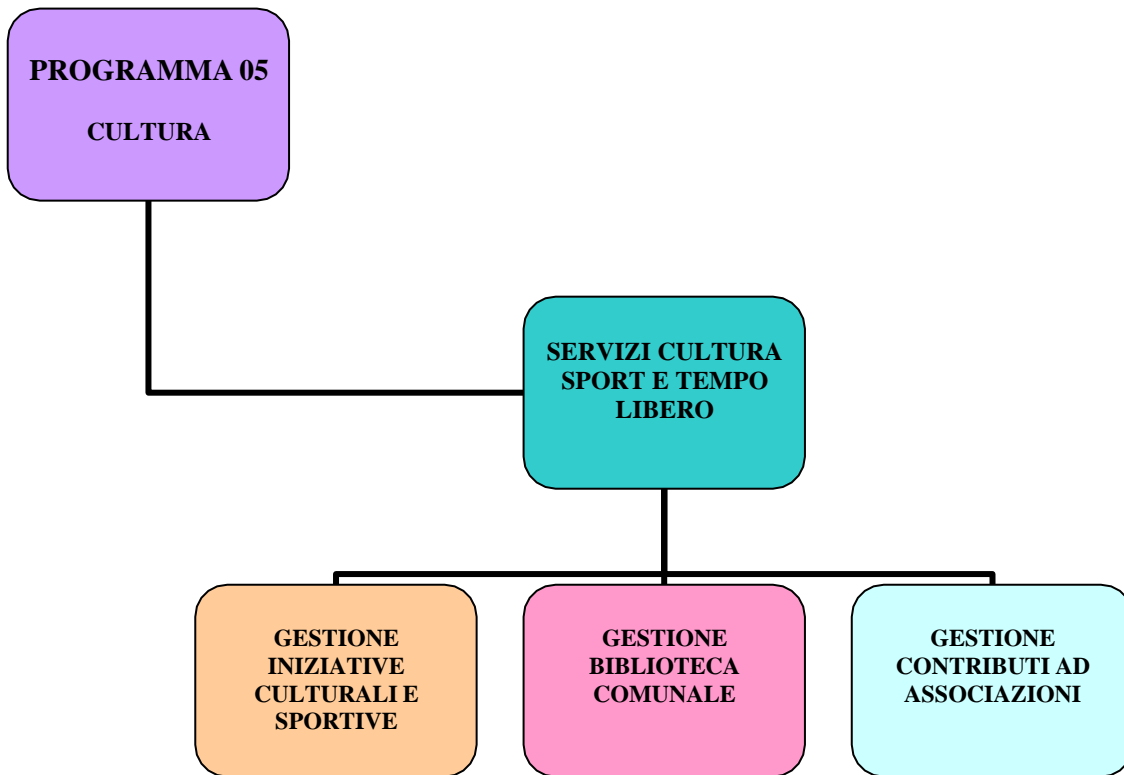 PROGRAMMA 05
CULTURA
SERVIZI CULTURA
SPORT E TEMPO
LIBERO
GESTIONE
INIZIATIVE
CULTURALI E
SPORTIVE
GESTIONE
BIBLIOTECA
COMUNALE
GESTIONE
CONTRIBUTI AD
ASSOCIAZIONI